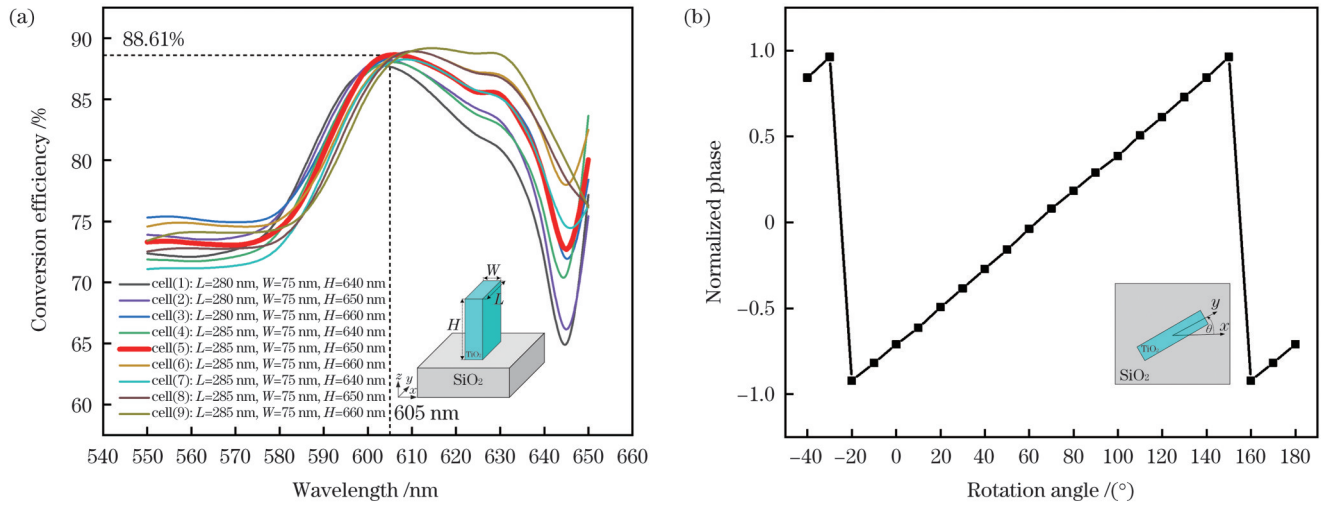 (a)
Conversion efficiency /%
90
85
80
75
70
65
60
88.61%
cell(1): L=280 nm, W=75 nm, H=640 nm
cell(2): L=280 nm, W=75 nm, H=650 nm
cell(3): L=280 nm, W=75 nm, H=660 nm
cell(4): L=285 nm, W=75 nm, H=640 nm
cell(5): L=285 nm, W=75 nm, H=650 nm
cell(6): L=285 nm, W=75 nm, H=660 nm
cell(7): L=285 nm, W=75 nm, H=640 nm
cell(8): L=285 nm, W=75 nm, H=650 nm
cell(9): L=285 nm, W=75 nm, H=660 nm
W
L
H
TiO₂
SiO₂
z
y
x
605 nm
540 550 560 570 580 590 600 610 620 630 640 650 660
Wavelength /nm
(b)
Normalized phase
1.0
0.5
0
−0.5
−1.0
y
θ
x
TiO₂
SiO₂
−40 −20 0 20 40 60 80 100 120 140 160 180
Rotation angle /(°)